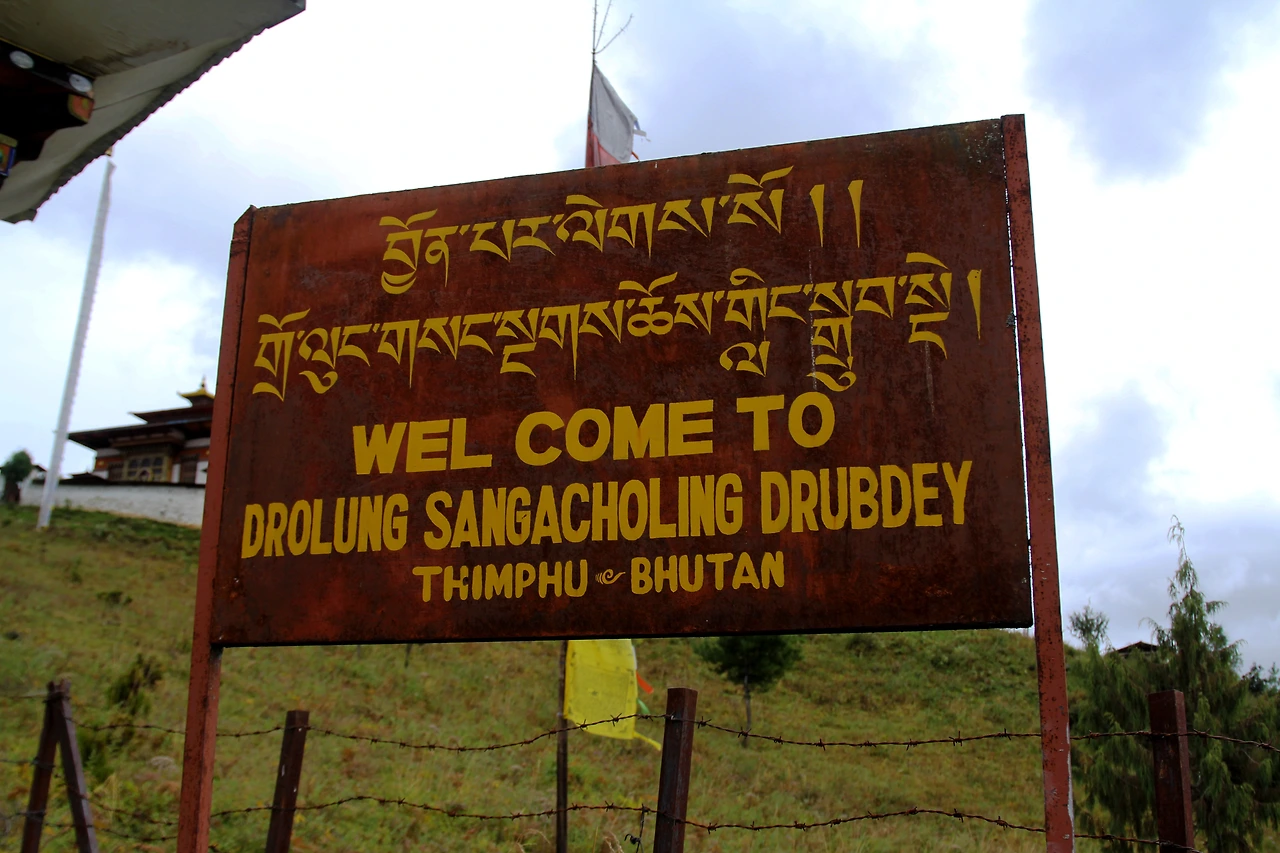 བྱོན་པར་ལེགས་སོ།།
གྲོ་ལུང་གསང་སྔགས་ཆོས་གླིང་སྒྲུབ་སྡེ།
WEL COME TO
DROLUNG SANGACHOLING DRUBDEY
THIMPHU BHUTAN